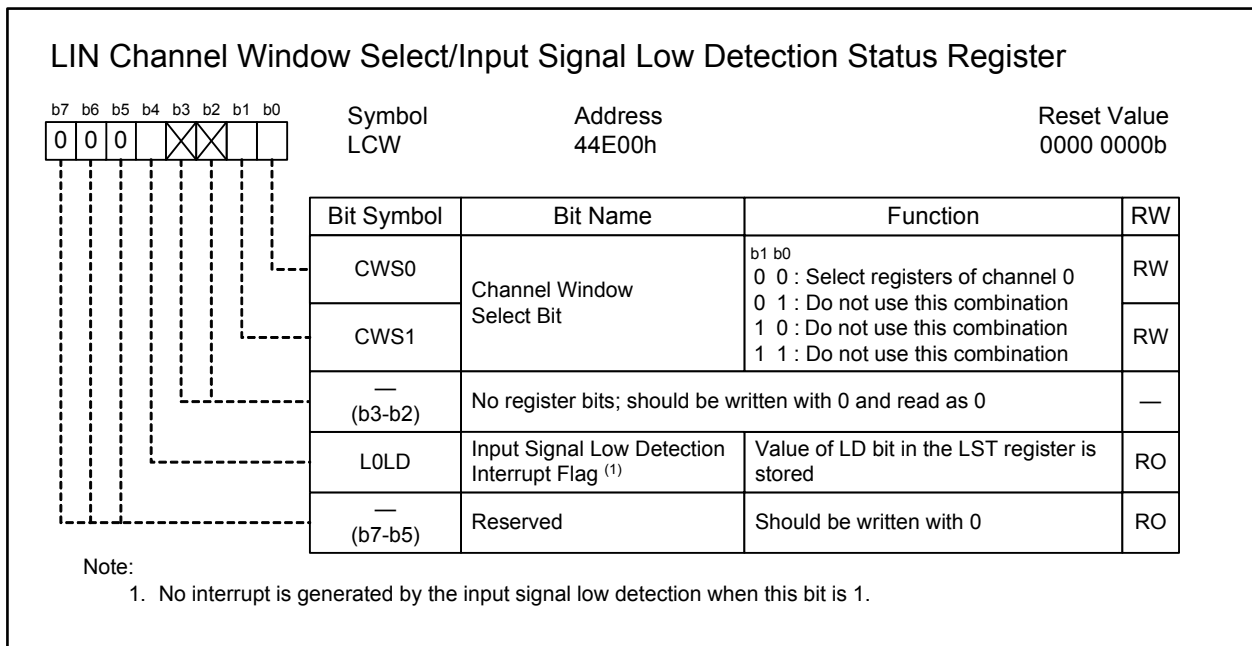 LIN Channel Window Select/Input Signal Low Detection Status Register
b7 b6 b5 b4 b3 b2 b1 b0
0 0 0
Symbol Address Reset Value
LCW 44E00h 0000 0000b
Bit Symbol Bit Name Function RW
CWS0 RW
CWS1 RW
Channel Window
Select Bit
b1 b0
0 0 : Select registers of channel 0
0 1 : Do not use this combination
1 0 : Do not use this combination
1 1 : Do not use this combination
—
(b3-b2) No register bits; should be written with 0 and read as 0 —
L0LD
Input Signal Low Detection
Interrupt Flag (1)
Value of LD bit in the LST register is
stored
RO
—
(b7-b5) Reserved Should be written with 0 RO
Note:
1. No interrupt is generated by the input signal low detection when this bit is 1.